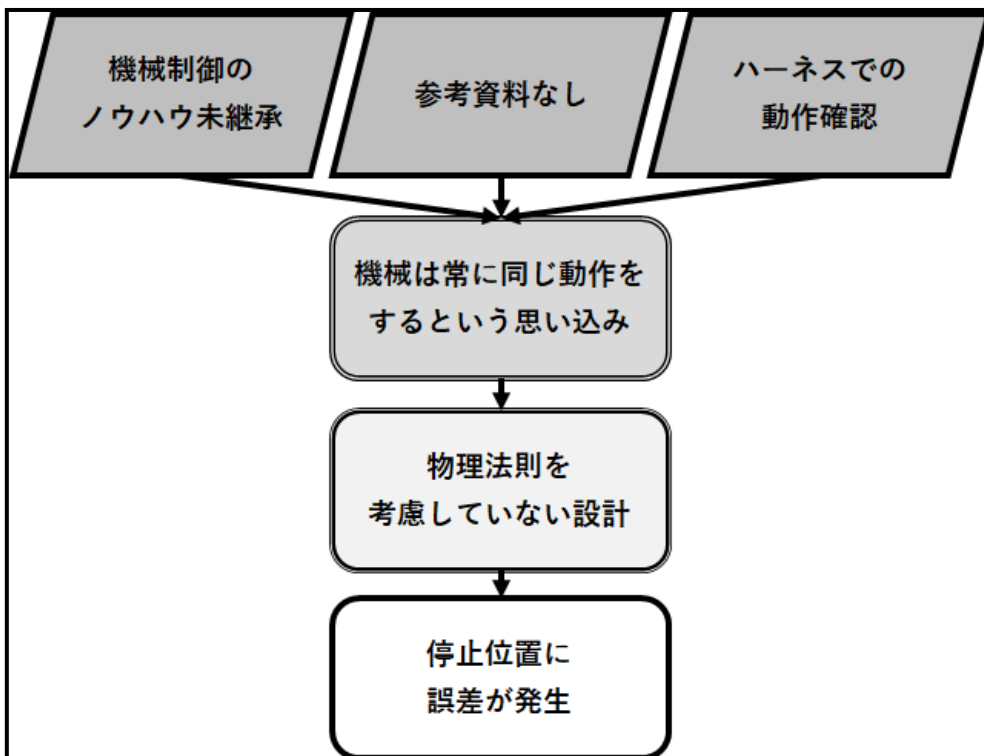 機械制御の
ノウハウ未継承
参考資料なし
ハーネスでの
動作確認
機械は常に同じ動作を
するという思い込み
物理法則を
考慮していない設計
停止位置に
誤差が発生